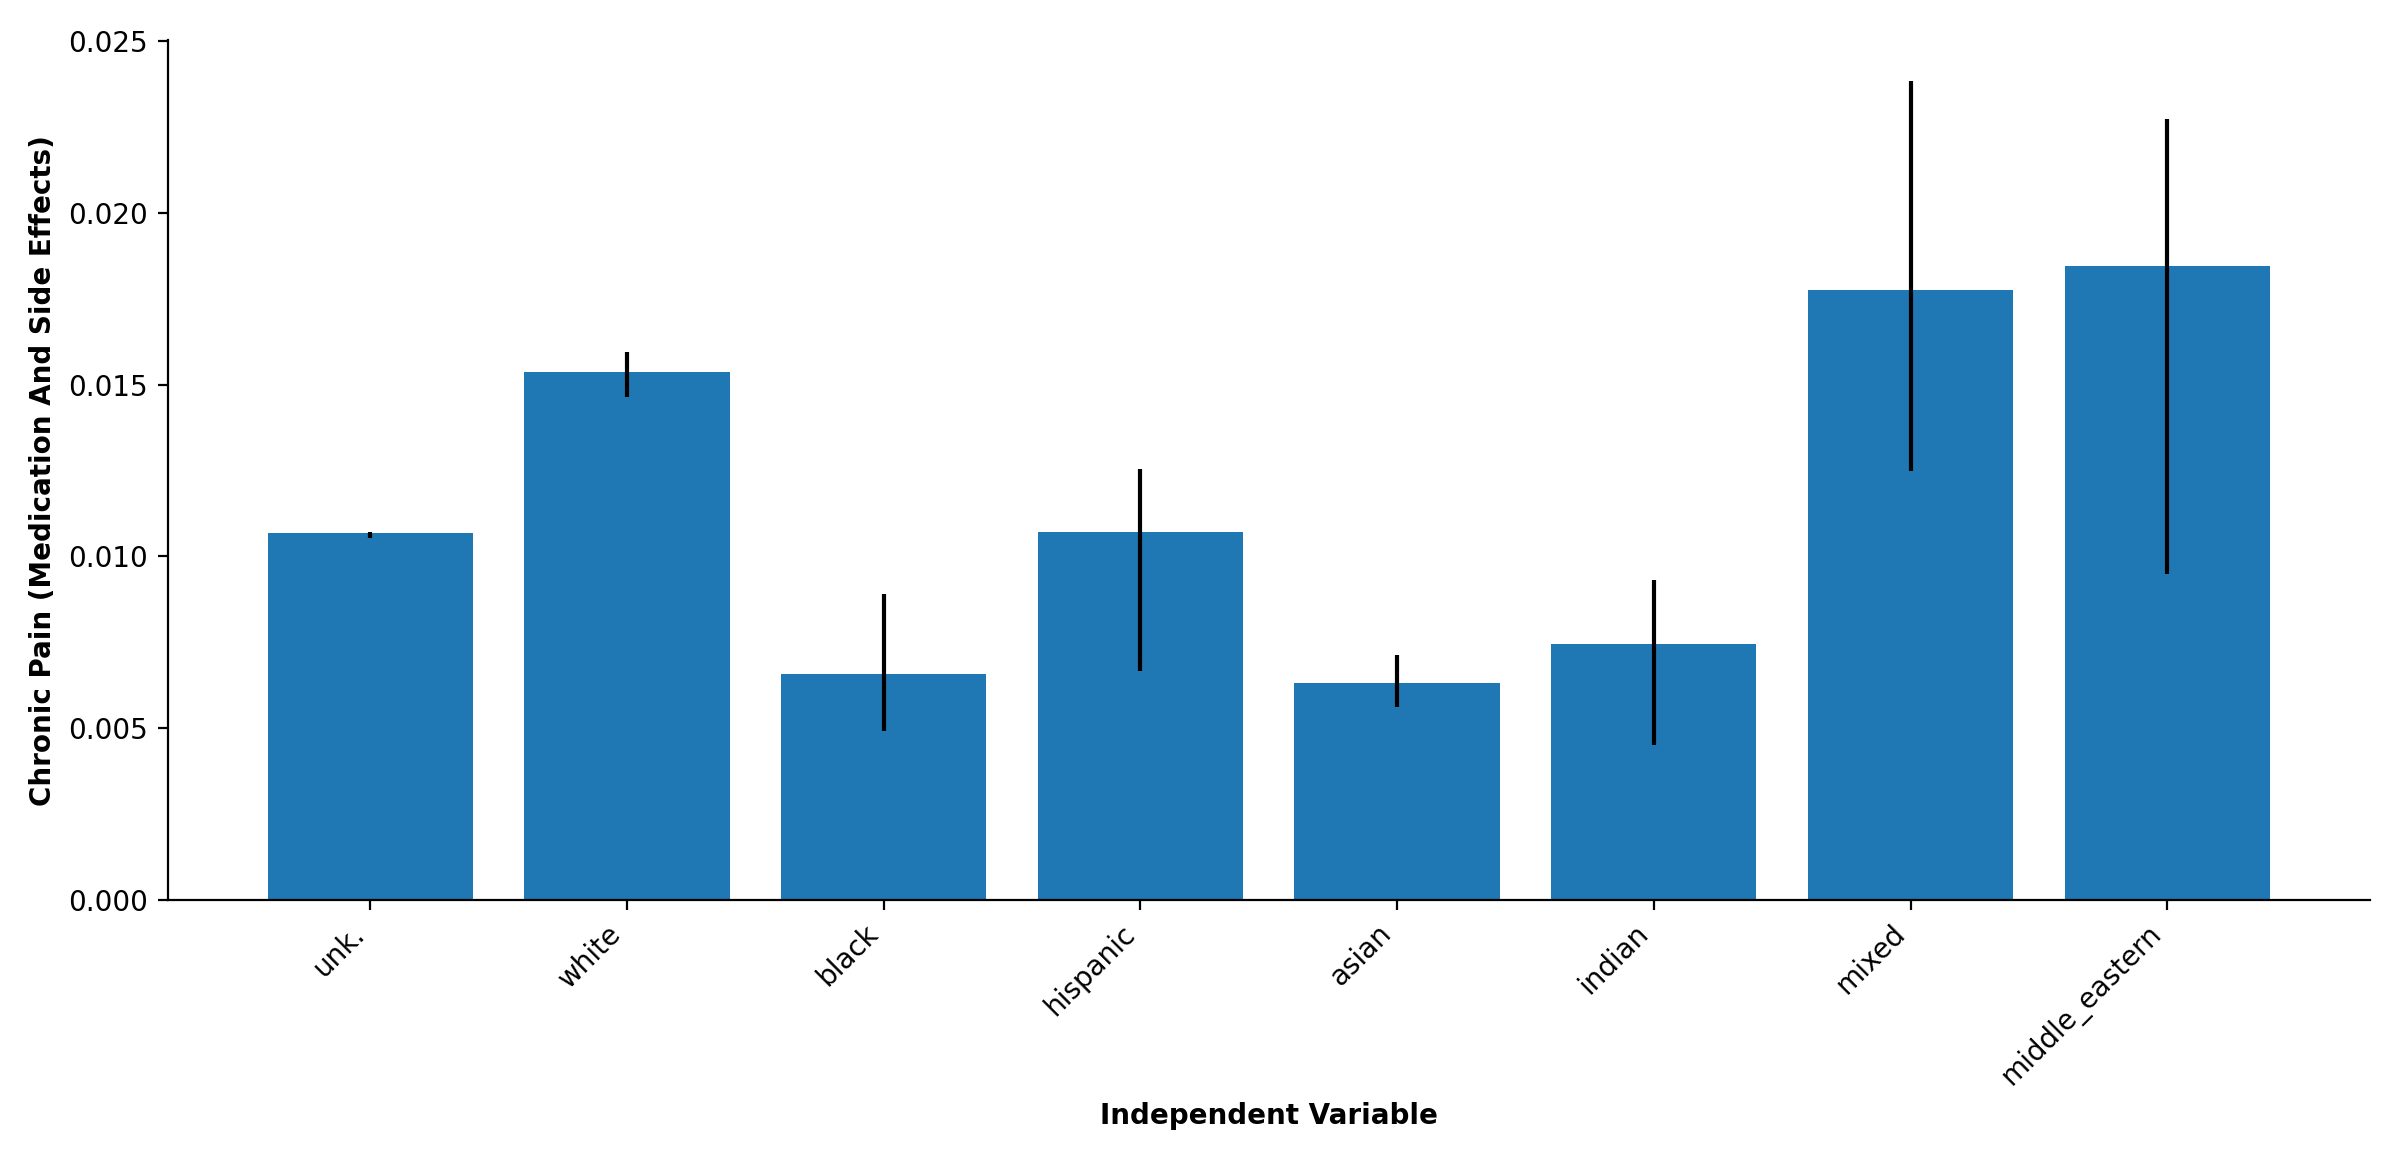 Chronic Pain (Medication And Side Effects)
0.025
0.020
0.015
0.010
0.005
0.000
unk.
white
black
hispanic
asian
indian
mixed
middle_eastern
Independent Variable